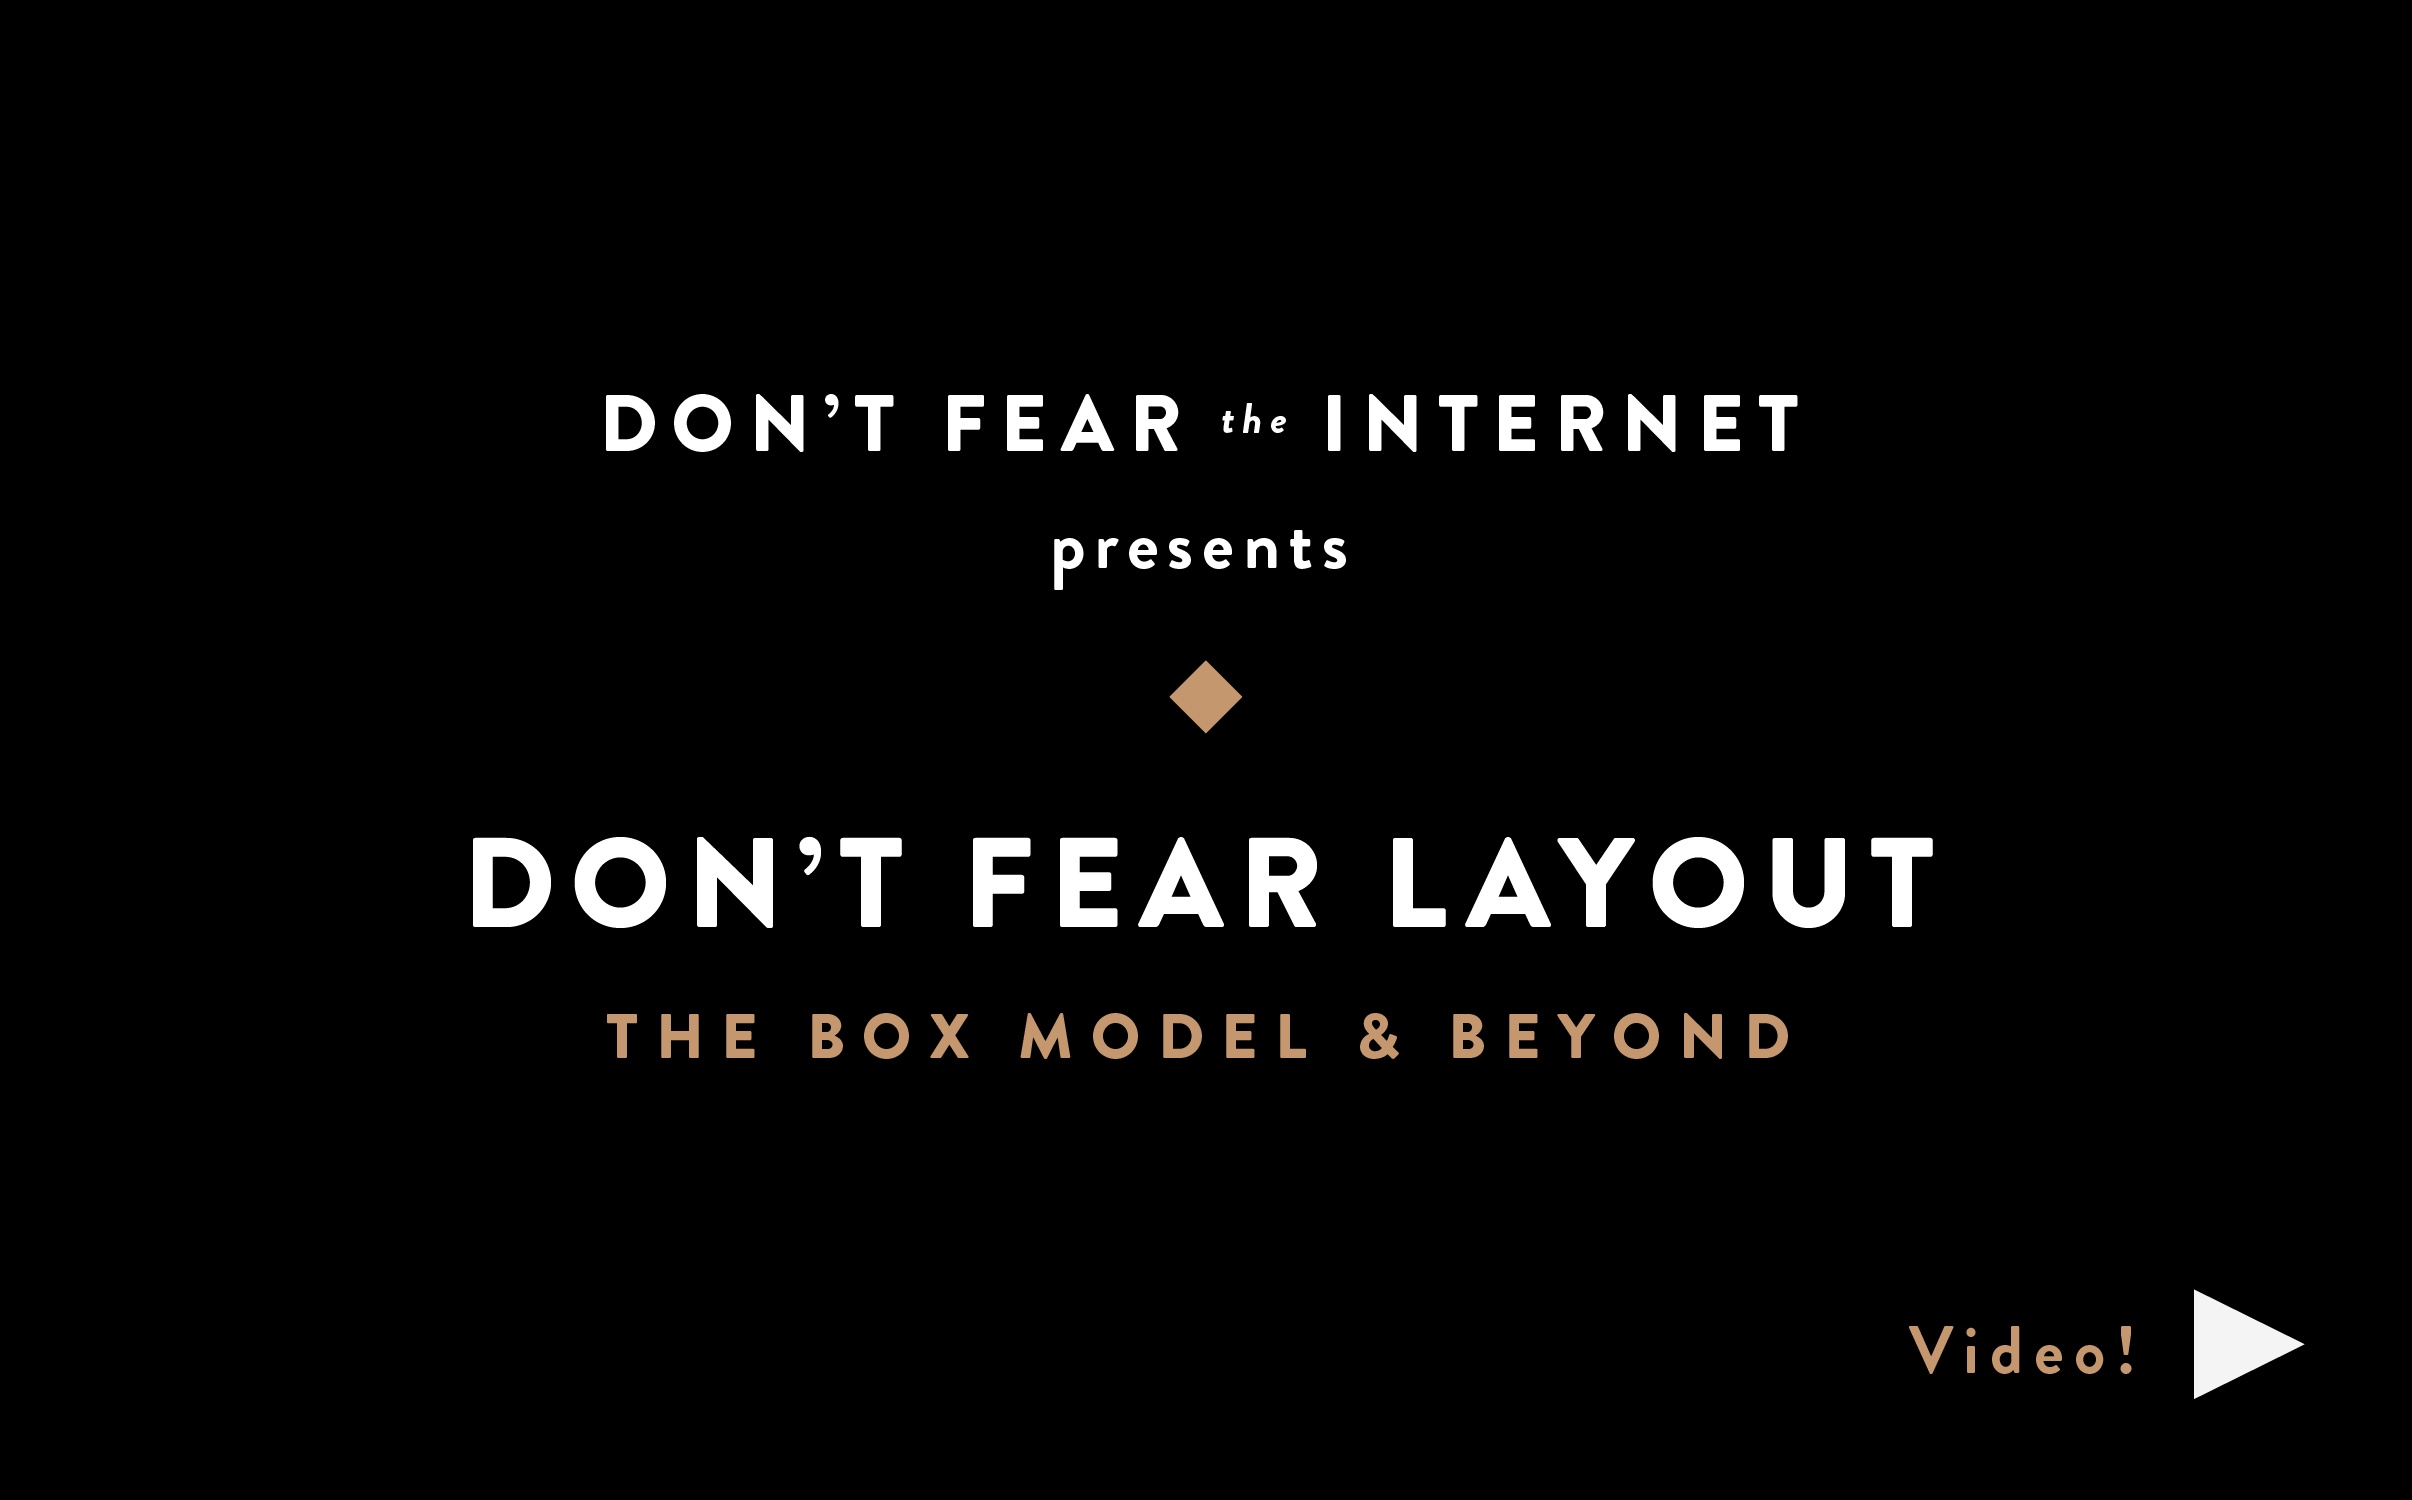 DON’T FEAR the INTERNET
presents
DON’T FEAR LAYOUT
THE BOX MODEL & BEYOND
Video!